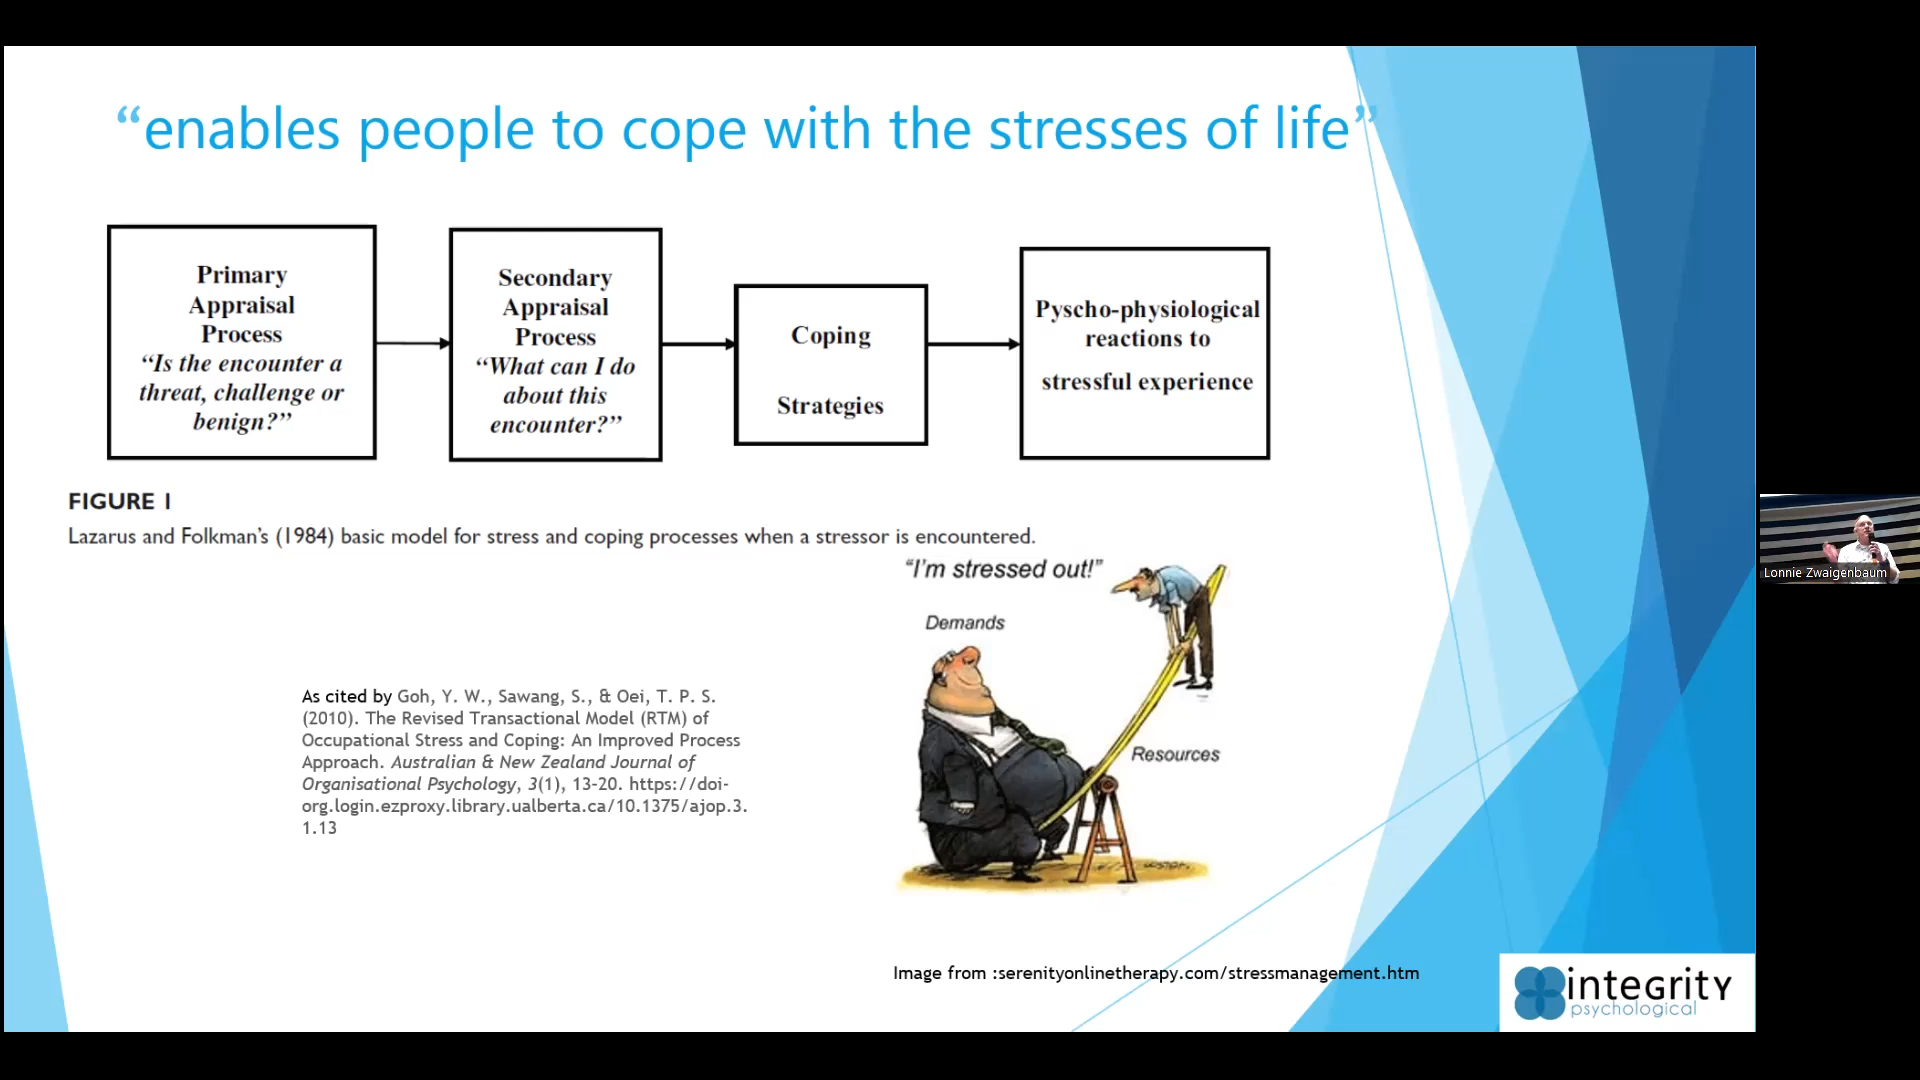 “enables people to cope with the stresses of life”
Primary
Appraisal
Process
“Is the encounter a
threat, challenge or
benign?”
Secondary
Appraisal
Process
“What can I do
about this
encounter?”
Coping
Strategies
Pyscho-physiological
reactions to
stressful experience
FIGURE 1
Lazarus and Folkman’s (1984) basic model for stress and coping processes when a stressor is encountered.
“I’m stressed out!”
Demands
Resources
As cited by Goh, Y. W., Sawang, S., & Oei, T. P. S.
(2010). The Revised Transactional Model (RTM) of
Occupational Stress and Coping: An Improved Process
Approach. Australian & New Zealand Journal of
Organisational Psychology, 3(1), 13-20. https://doi-
org.login.ezproxy.library.ualberta.ca/10.1375/ajop.3.
1.13
Image from :serenityonlinetherapy.com/stressmanagement.htm
integrity
psychological
Lonnie Zwaigenbaum